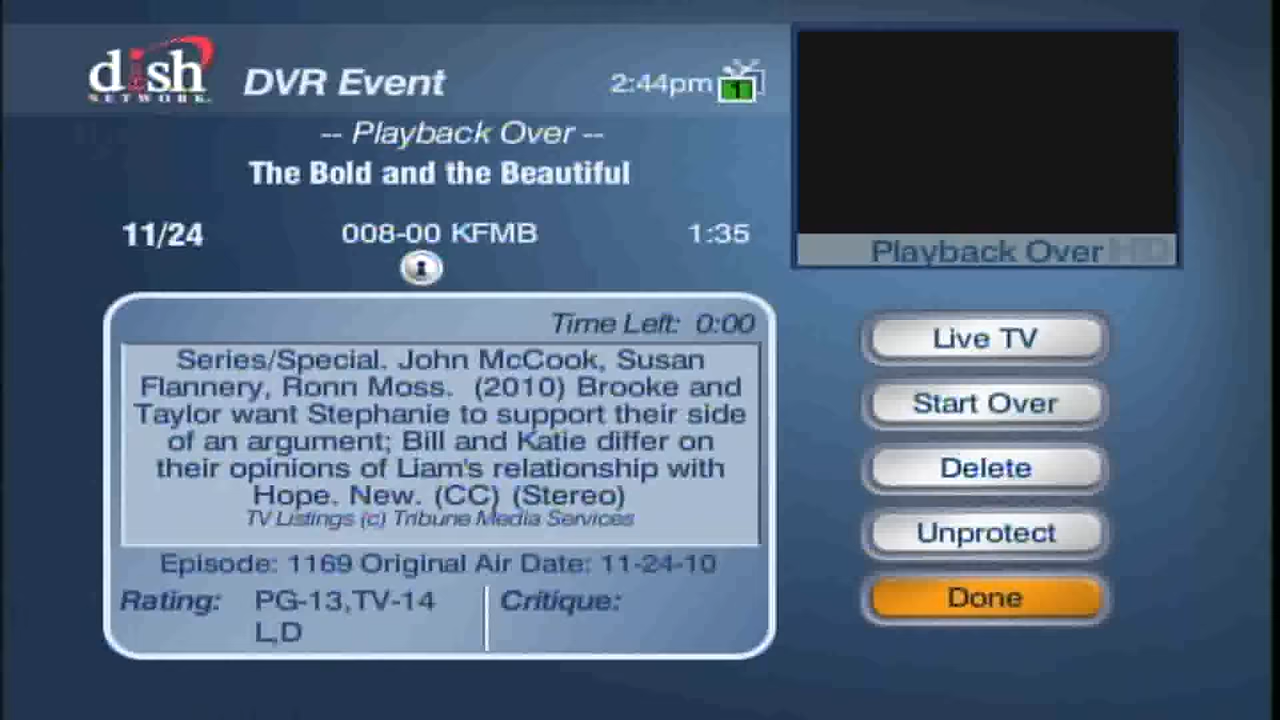 dish
NETWORK.
DVR Event
2:44pm
1
-- Playback Over --
The Bold and the Beautiful
11/24
008-00 KFMB
1:35
Playback Over HD
Time Left: 0:00
Series/Special. John McCook, Susan
Flannery, Ronn Moss. (2010) Brooke and
Taylor want Stephanie to support their side
of an argument; Bill and Katie differ on
their opinions of Liam's relationship with
Hope. New. (CC) (Stereo)
TV Listings (c) Tribune Media Services
Episode: 1169 Original Air Date: 11-24-10
Rating: PG-13,TV-14
L,D
Critique:
Live TV
Start Over
Delete
Unprotect
Done